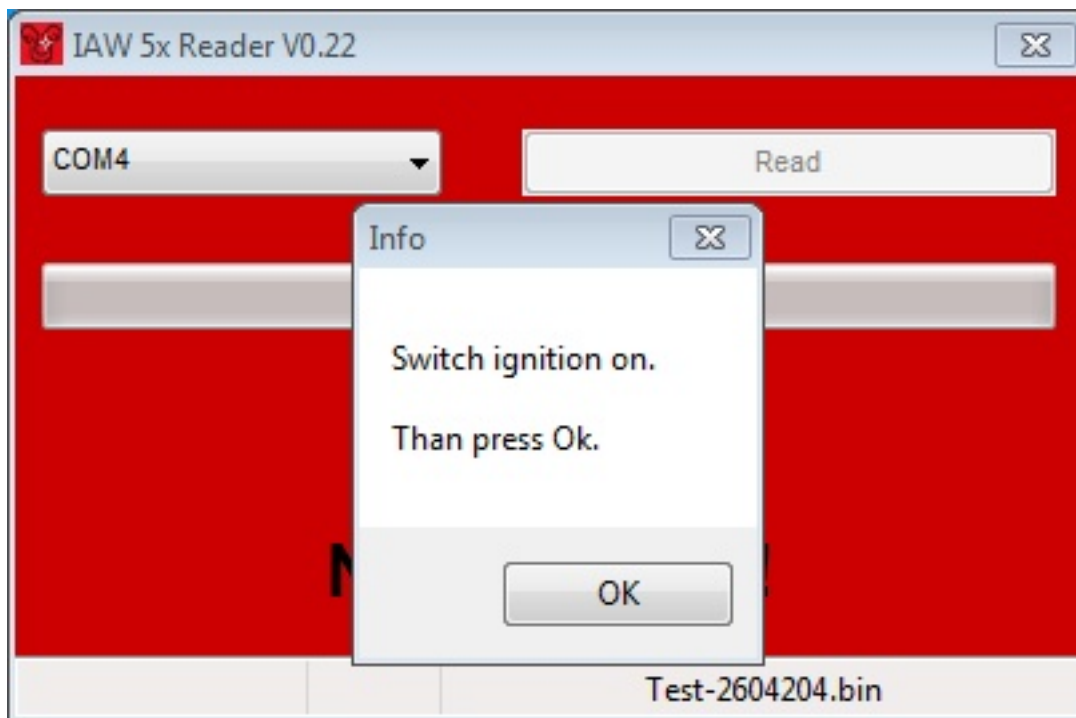 IAW 5x Reader V0.22
COM4
Read
Info
Switch ignition on.
Than press Ok.
OK
Test-2604204.bin